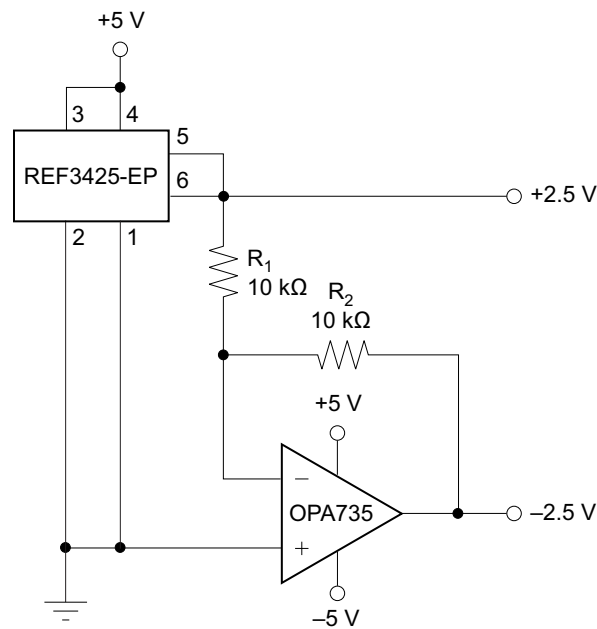 +5 V
3
4
5
REF3425-EP
6
+2.5 V
2
1
R1
10 kΩ
R2
10 kΩ
+5 V
−
OPA735
–2.5 V
+
–5 V